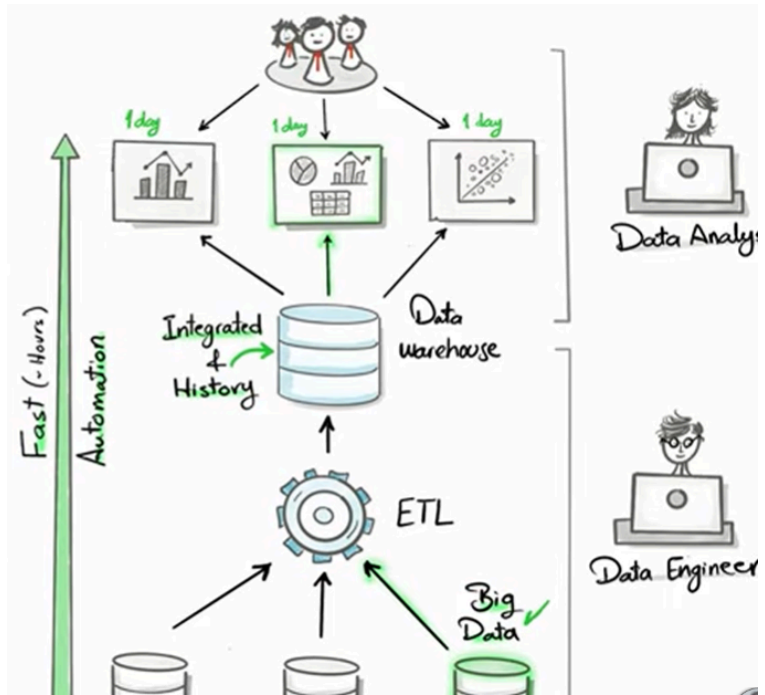 1 day
1 day
1 day
Data Analys
Integrated
&
History
Data
warehouse
Fast (~Hours)
Automation
ETL
Data Engineer
Big
Data